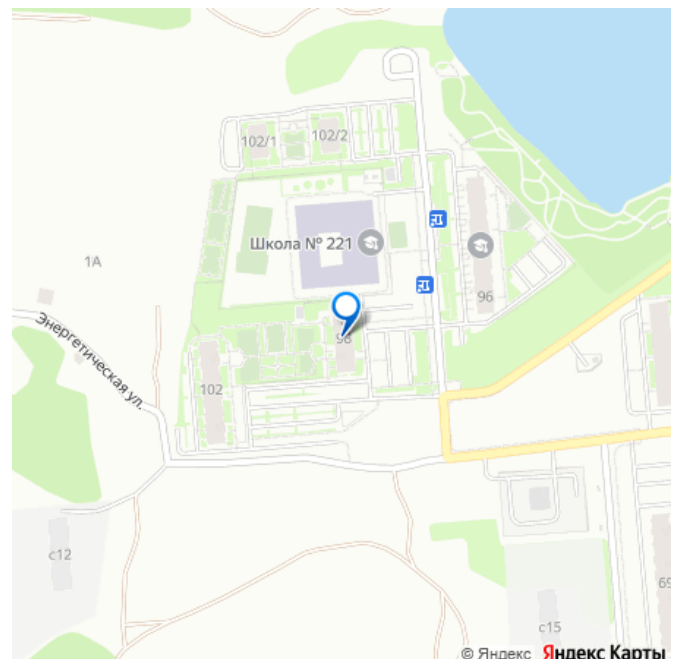 102/1
102/2
Школа № 221
1А
96
98
Энергетическая ул.
102
с12
69
с15
© Яндекс Яндекс Карты